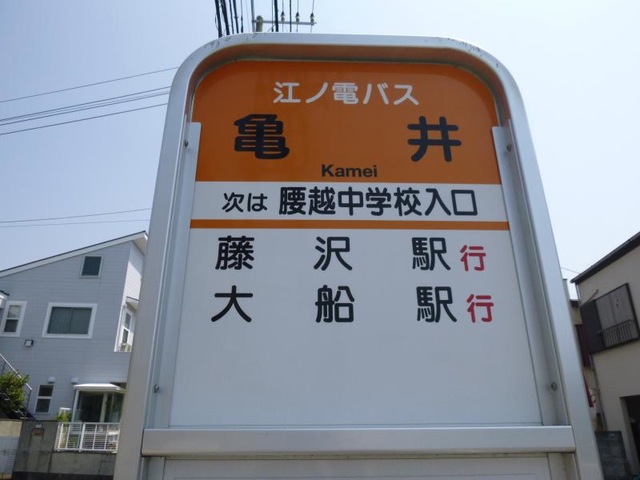 江ノ電バス
亀井
Kamei
次は 腰越中学校入口
藤沢駅行
大船駅行